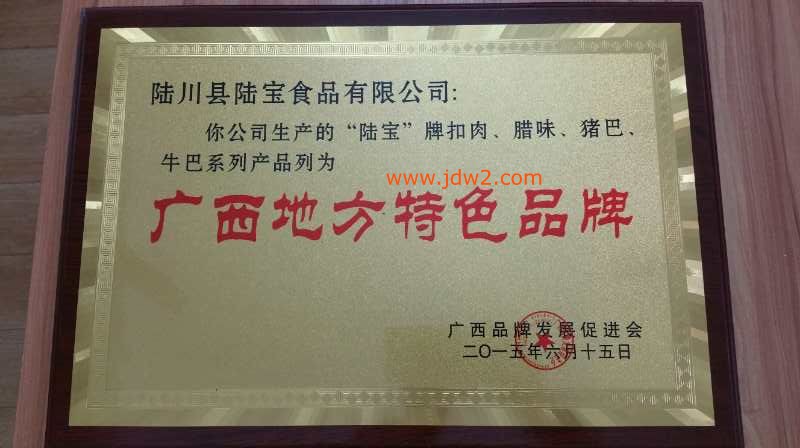 陆川县陆宝食品有限公司:
你公司生产的“陆宝”牌扣肉、腊味、猪巴、
牛巴系列产品列为
www.jdw2.com
广西地方特色品牌
广西品牌发展促进会
二〇一五年六月十五日